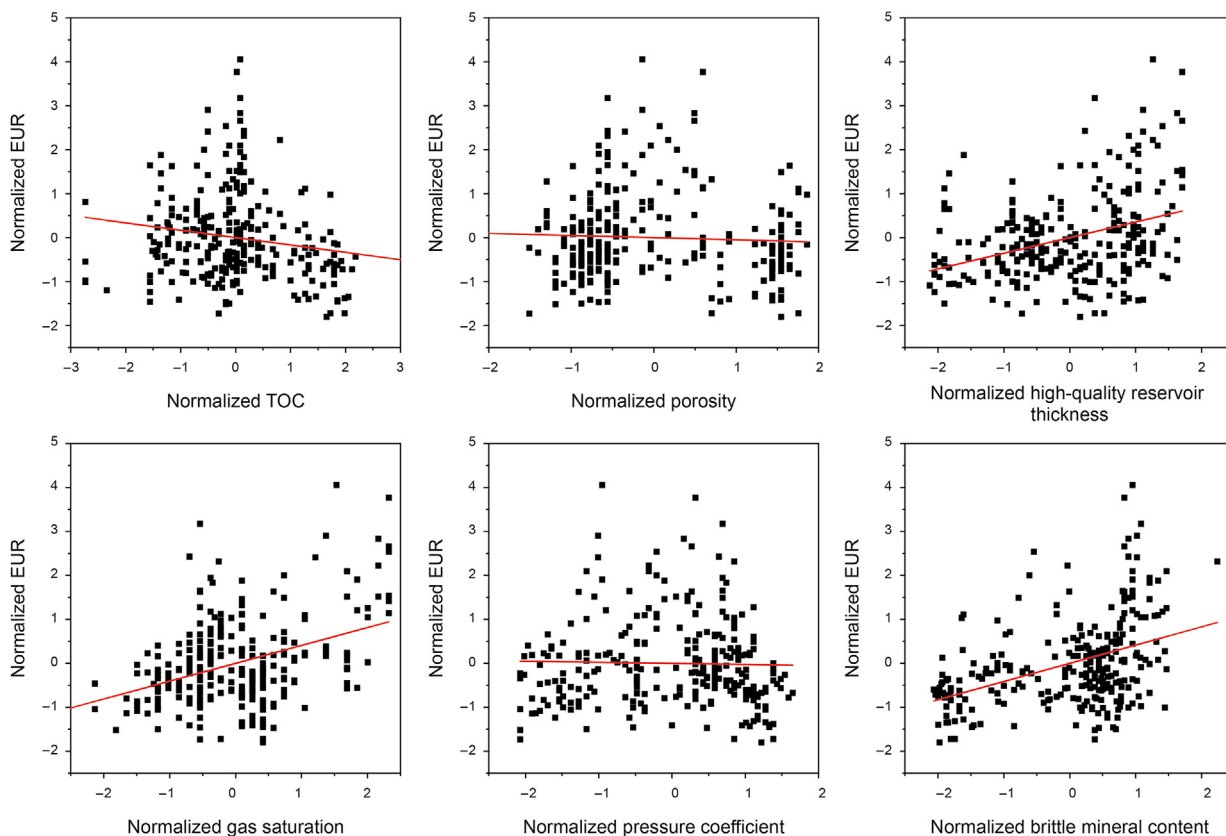 5
4
3
2
1
0
−1
−2
Normalized EUR
−3 −2 −1 0 1 2 3
Normalized TOC
5
4
3
2
1
0
−1
−2
Normalized EUR
−2 −1 0 1 2
Normalized porosity
5
4
3
2
1
0
−1
−2
Normalized EUR
−2 −1 0 1 2
Normalized high-quality reservoir
thickness
5
4
3
2
1
0
−1
−2
Normalized EUR
−2 −1 0 1 2
Normalized gas saturation
5
4
3
2
1
0
−1
−2
Normalized EUR
−2 −1 0 1 2
Normalized pressure coefficient
5
4
3
2
1
0
−1
−2
Normalized EUR
−2 −1 0 1 2
Normalized brittle mineral content